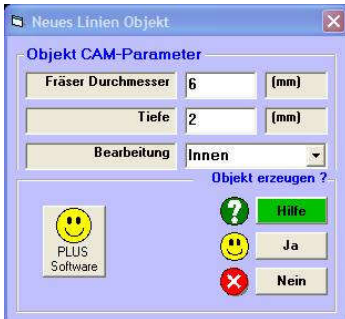 Neues Linien Objekt
Objekt CAM-Parameter
Fräser Durchmesser 6 (mm)
Tiefe 2 (mm)
Bearbeitung Innen
Objekt erzeugen ?
Hilfe
PLUS
Software
Ja
Nein